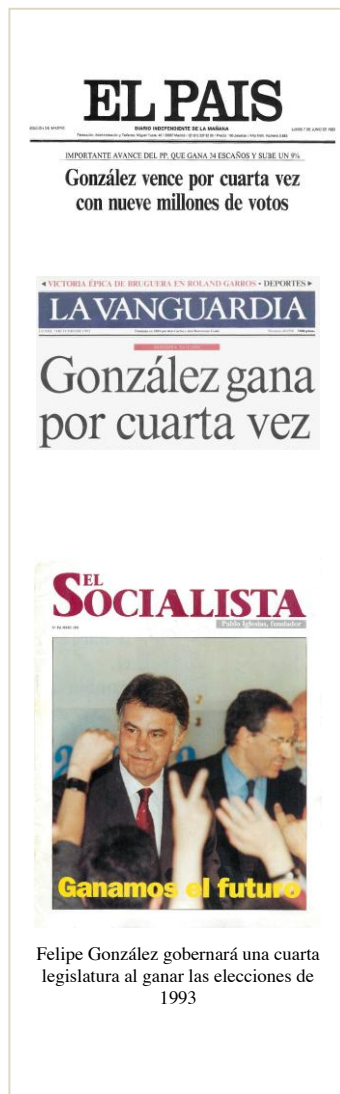 EL PAIS
DIARIO INDEPENDIENTE DE LA MAÑANA
IMPORTANTE AVANCE DEL PP, QUE GANA 34 ESCAÑOS Y SUBE UN 9%
González vence por cuarta vez
con nueve millones de votos
◄ VICTORIA ÉPICA DE BRUGUERA EN ROLAND GARROS • DEPORTES ►
LA VANGUARDIA
González gana
por cuarta vez
EL
SOCIALISTA
Pablo Iglesias, fundador
Ganamos el futuro
Felipe González gobernará una cuarta
legislatura al ganar las elecciones de
1993